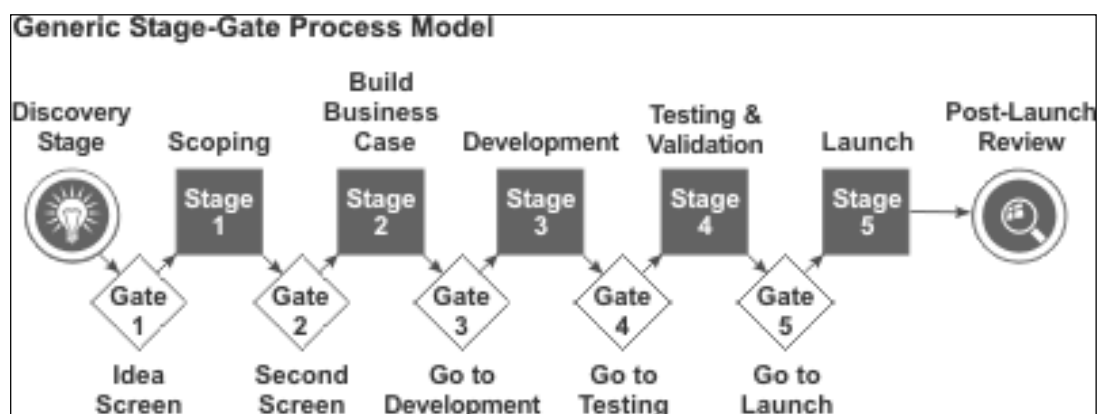 Generic Stage-Gate Process Model
Discovery
Stage
Scoping
Build
Business
Case
Development
Testing &
Validation
Launch
Post-Launch
Review
Stage
1
Stage
2
Stage
3
Stage
4
Stage
5
Gate
1
Gate
2
Gate
3
Gate
4
Gate
5
Idea
Screen
Second
Screen
Go to
Development
Go to
Testing
Go to
Launch